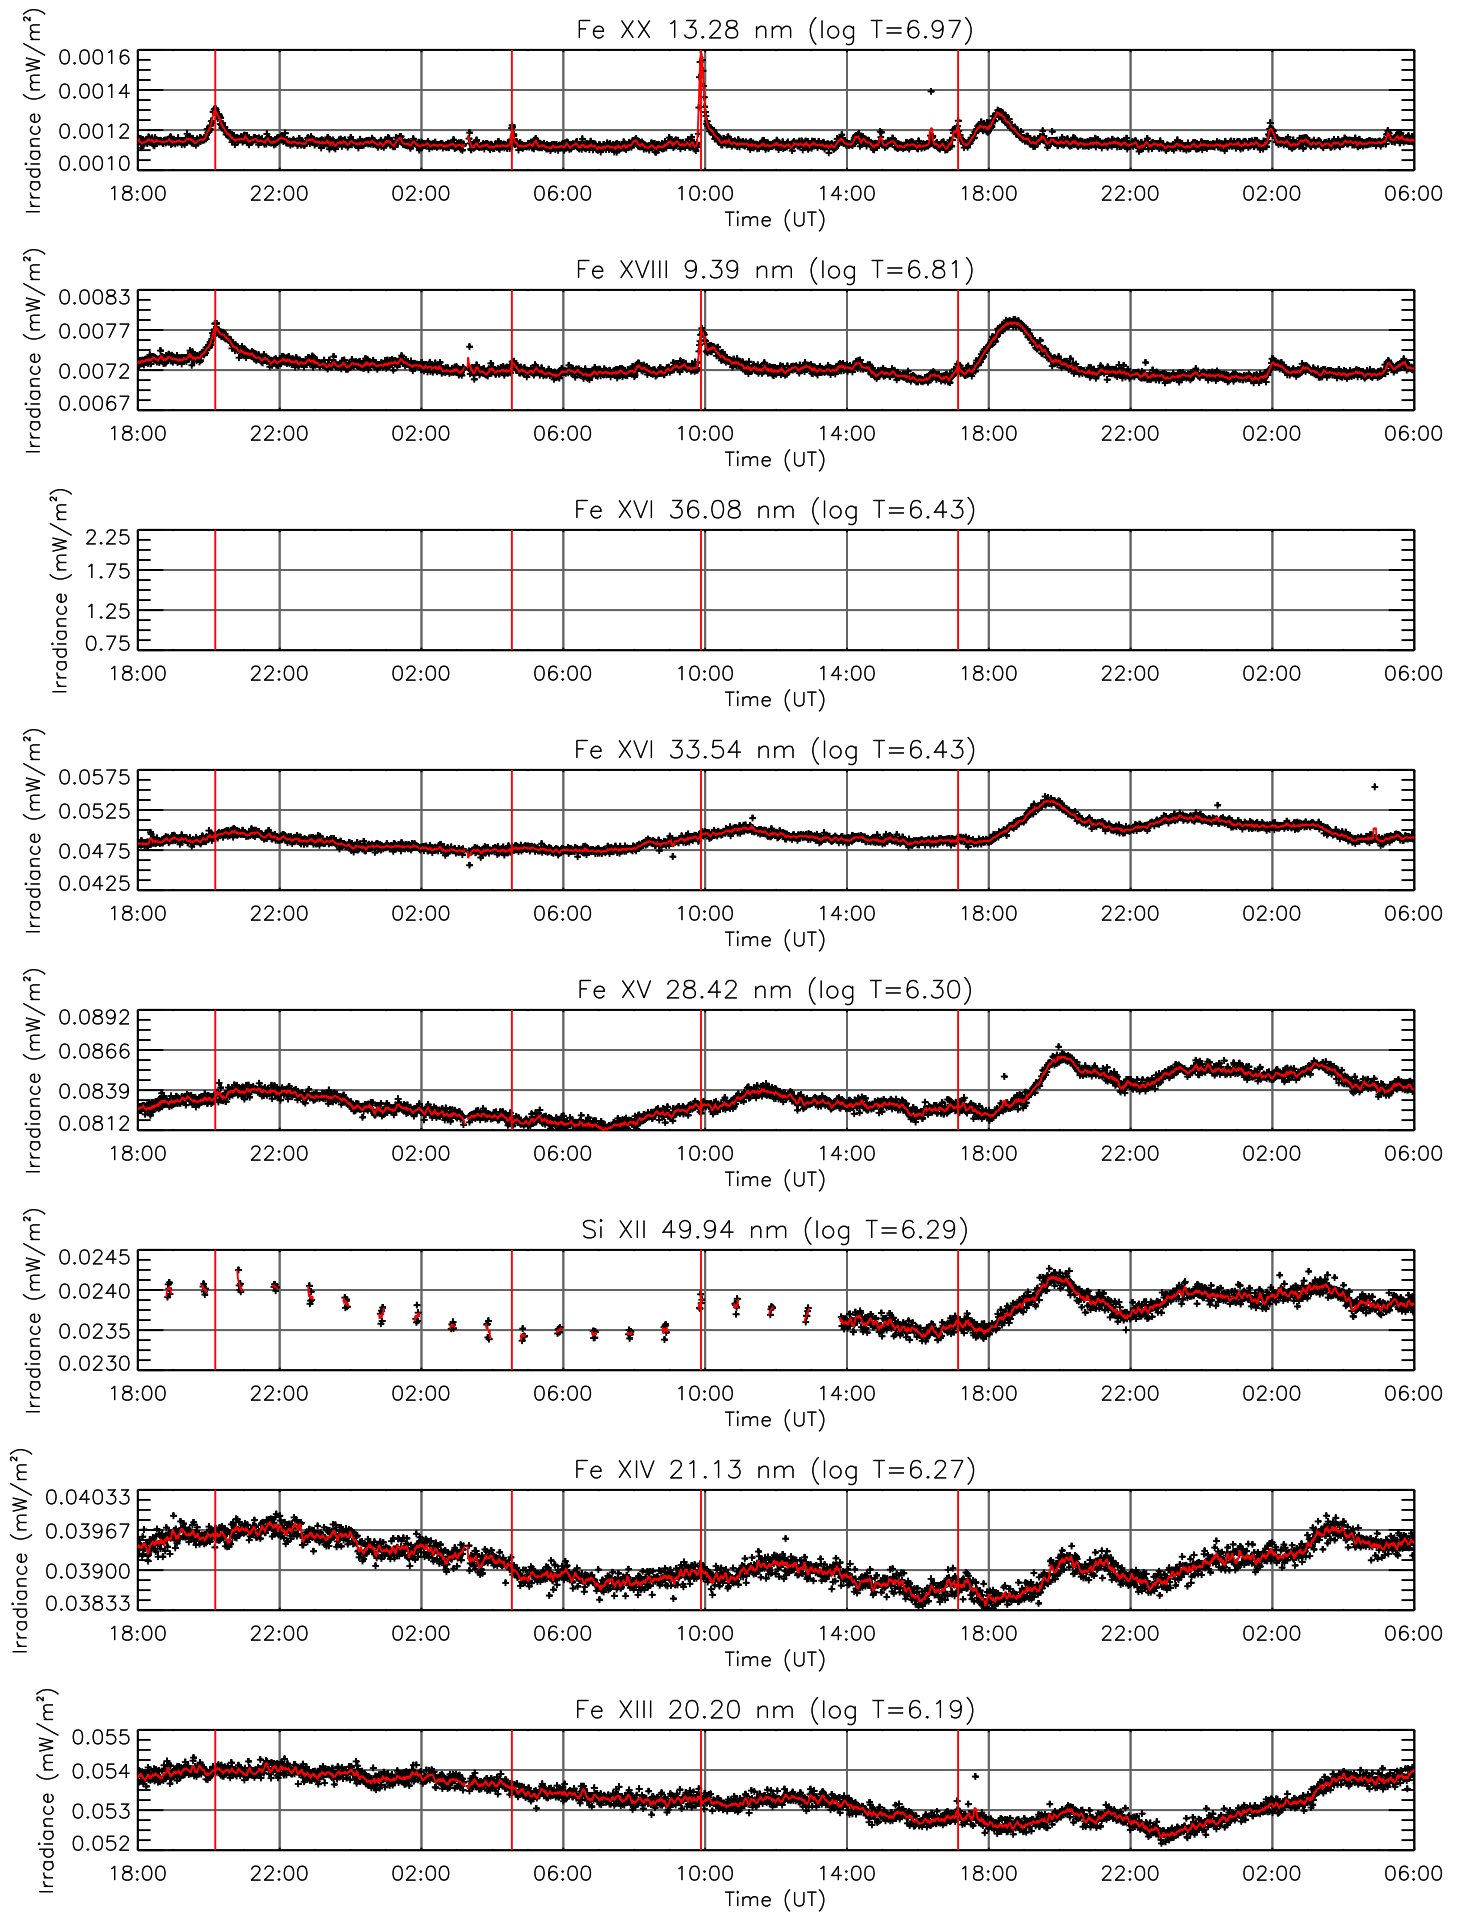 Fe XX 13.28 nm (log T=6.97)
Irradiance (mW/m²)
0.0016
0.0014
0.0012
0.0010
18:00 22:00 02:00 06:00 10:00 14:00 18:00 22:00 02:00 06:00
Time (UT)
Fe XVIII 9.39 nm (log T=6.81)
Irradiance (mW/m²)
0.0083
0.0077
0.0072
0.0067
18:00 22:00 02:00 06:00 10:00 14:00 18:00 22:00 02:00 06:00
Time (UT)
Fe XVI 36.08 nm (log T=6.43)
Irradiance (mW/m²)
2.25
1.75
1.25
0.75
18:00 22:00 02:00 06:00 10:00 14:00 18:00 22:00 02:00 06:00
Time (UT)
Fe XVI 33.54 nm (log T=6.43)
Irradiance (mW/m²)
0.0575
0.0525
0.0475
0.0425
18:00 22:00 02:00 06:00 10:00 14:00 18:00 22:00 02:00 06:00
Time (UT)
Fe XV 28.42 nm (log T=6.30)
Irradiance (mW/m²)
0.0892
0.0866
0.0839
0.0812
18:00 22:00 02:00 06:00 10:00 14:00 18:00 22:00 02:00 06:00
Time (UT)
Si XII 49.94 nm (log T=6.29)
Irradiance (mW/m²)
0.0245
0.0240
0.0235
0.0230
18:00 22:00 02:00 06:00 10:00 14:00 18:00 22:00 02:00 06:00
Time (UT)
Fe XIV 21.13 nm (log T=6.27)
Irradiance (mW/m²)
0.04033
0.03967
0.03900
0.03833
18:00 22:00 02:00 06:00 10:00 14:00 18:00 22:00 02:00 06:00
Time (UT)
Fe XIII 20.20 nm (log T=6.19)
Irradiance (mW/m²)
0.055
0.054
0.053
0.052
18:00 22:00 02:00 06:00 10:00 14:00 18:00 22:00 02:00 06:00
Time (UT)